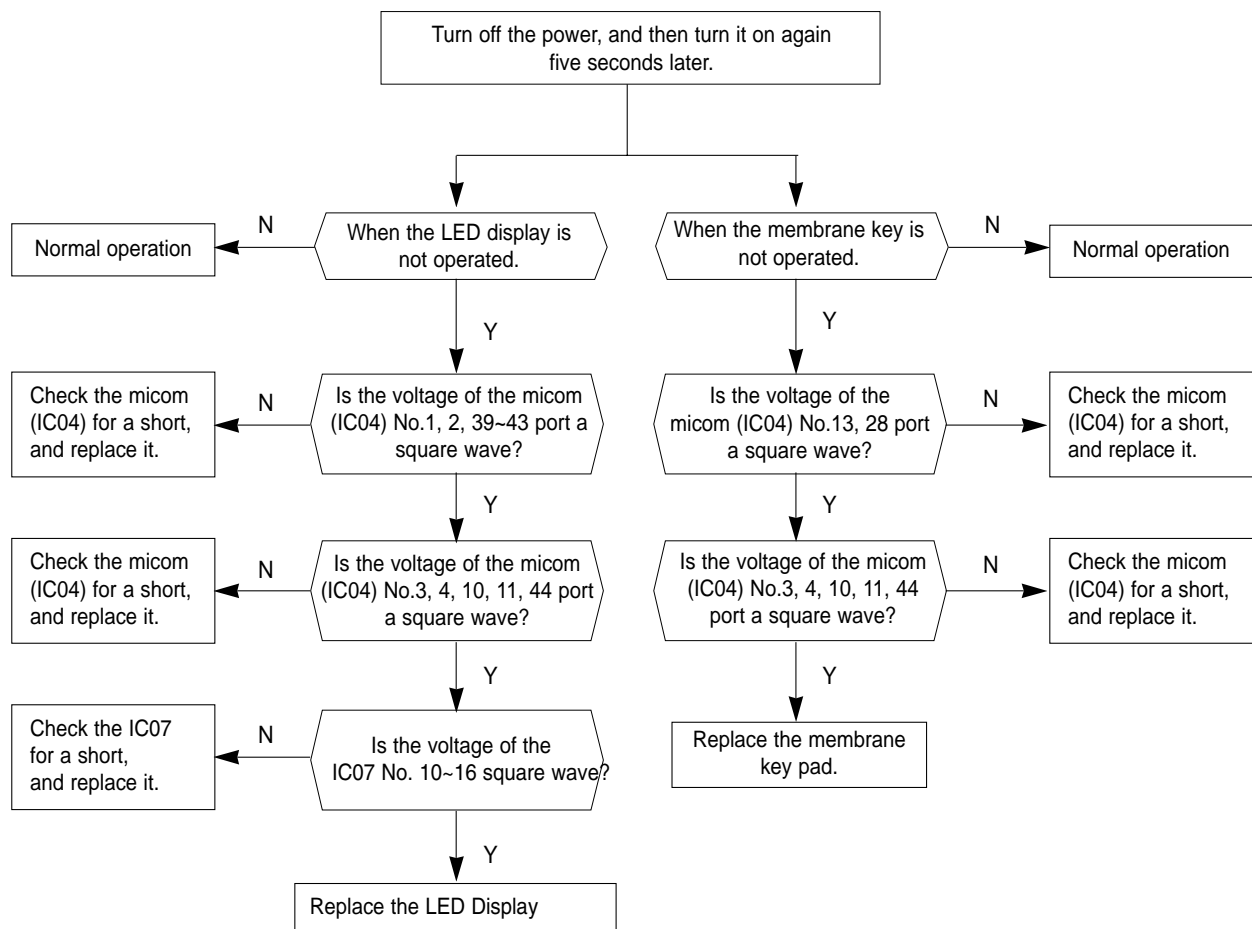 Turn off the power, and then turn it on again
five seconds later.
N
When the LED display is
not operated.
Normal operation
When the membrane key is
not operated.
N
Normal operation
Y
Y
Check the micom
(IC04) for a short,
and replace it.
N
Is the voltage of the micom
(IC04) No.1, 2, 39~43 port a
square wave?
Is the voltage of the
micom (IC04) No.13, 28 port
a square wave?
N
Check the micom
(IC04) for a short,
and replace it.
Y
Y
Check the micom
(IC04) for a short,
and replace it.
N
Is the voltage of the micom
(IC04) No.3, 4, 10, 11, 44 port
a square wave?
Is the voltage of the micom
(IC04) No.3, 4, 10, 11, 44
port a square wave?
N
Check the micom
(IC04) for a short,
and replace it.
Y
Y
Check the IC07
for a short,
and replace it.
N
Is the voltage of the
IC07 No. 10~16 square wave?
Replace the membrane
key pad.
Y
Replace the LED Display